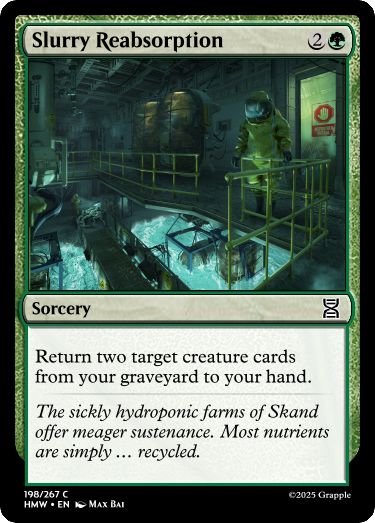 Slurry Reabsorption 2
Sorcery
Return two target creature cards
from your graveyard to your hand.
The sickly hydroponic farms of Skand
offer meager sustenance. Most nutrients
are simply … recycled.
198/267 C
HMW • EN Max Bai
©2025 Grapple